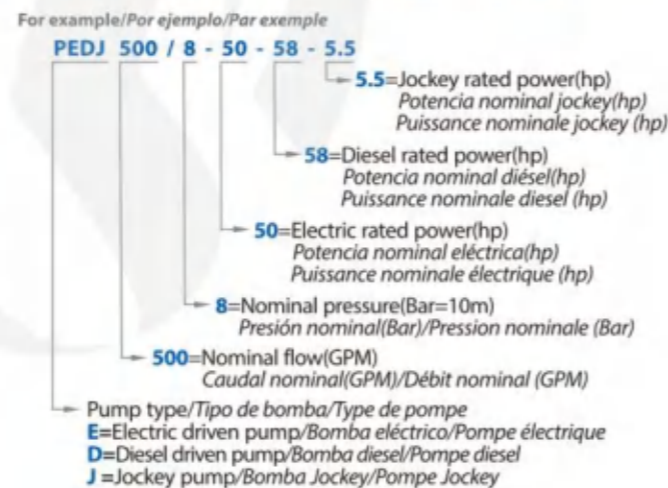 For example/Por ejemplo/Par exemple
PEDJ 500 / 8 - 50 - 58 - 5.5
5.5=Jockey rated power(hp)
Potencia nominal jockey(hp)
Puissance nominale jockey (hp)
58=Diesel rated power(hp)
Potencia nominal diésel(hp)
Puissance nominale diesel (hp)
50=Electric rated power(hp)
Potencia nominal eléctrica(hp)
Puissance nominale électrique (hp)
8=Nominal pressure(Bar=10m)
Presión nominal(Bar)/Pression nominale (Bar)
500=Nominal flow(GPM)
Caudal nominal(GPM)/Débit nominal (GPM)
Pump type/Tipo de bomba/Type de pompe
E=Electric driven pump/Bomba eléctrico/Pompe électrique
D=Diesel driven pump/Bomba diesel/Pompe diesel
J =Jockey pump/Bomba Jockey/Pompe Jockey